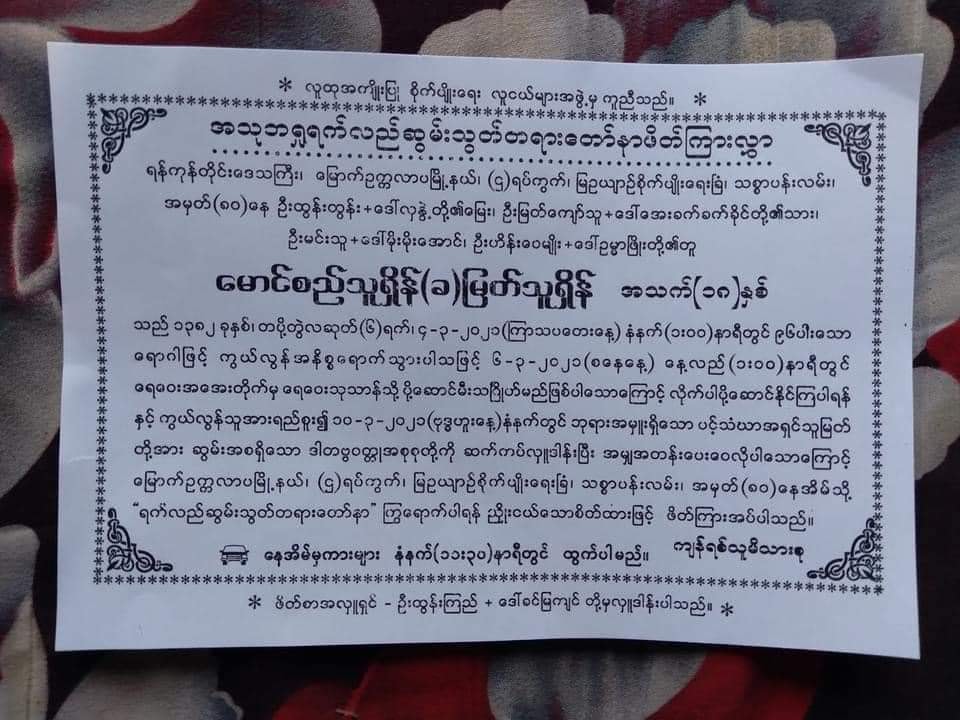 * လူထုအကျိုးပြု စိုက်ပျိုးရေး လူငယ်များအဖွဲ့မှ ကူညီသည်။ *
အသုဘရှုရက်လည်ဆွမ်းသွတ်တရားတော်နာဖိတ်ကြားလွှာ
ရန်ကုန်တိုင်းဒေသကြီး၊ မြောက်ဥက္ကလာပမြို့နယ်၊ (ဌ)ရပ်ကွက်၊ မြဥယျာဉ်စိုက်ပျိုးရေးခြံ၊ သစ္စာပန်းလမ်း၊
အမှတ်(၈၀)နေ ဦးထွန်းထွန်း+ဒေါ်လှနွဲ့တို့၏မြေး၊ ဦးမြတ်ကျော်သူ+ဒေါ်အေးခက်ခက်ခိုင်တို့၏သား၊
ဦးမင်းသူ+ဒေါ်မိုးမိုးအောင်၊ ဦးဟိန်းဝေမျိုး+ဒေါ်ဥမ္မာဖြိုးတို့၏တူ
မောင်စည်သူရှိန်(ခ)မြတ်သူရှိန် အသက်(၁၈)နှစ်
သည် ၁၃၈၂ ခုနှစ်၊ တပို့တွဲလဆုတ်(၆)ရက်၊ ၄-၃-၂၀၂၁(ကြာသပတေးနေ့) နံနက်(၁း၀၀)နာရီတွင် ၉၆ပါးသော
ရောဂါဖြင့် ကွယ်လွန်အနိစ္စရောက်သွားပါသဖြင့် ၆-၃-၂၀၂၁(စနေနေ့) နေ့လည်(၁း၀၀)နာရီတွင်
ရေဝေးအအေးတိုက်မှ ရေဝေးသုသာန်သို့ ပို့ဆောင်မီးသင်္ဂြိုဟ်မည်ဖြစ်ပါသောကြောင့် လိုက်ပါပို့ဆောင်နိုင်ကြပါရန်
နှင့် ကွယ်လွန်သူအားရည်စူး၍ ၁၀-၃-၂၀၂၁(ဗုဒ္ဓဟူးနေ့)နံနက်တွင် ဘုရားအမှူးရှိသော ပင့်သံဃာအရှင်သူမြတ်
တို့အား ဆွမ်းအစရှိသော ဒါတဗ္ဗဝတ္ထုအစုစုတို့ကို ဆက်ကပ်လှူဒါန်းပြီး အမျှအတန်းပေးဝေလိုပါသောကြောင့်
မြောက်ဥက္ကလာပမြို့နယ်၊ (ဌ)ရပ်ကွက်၊ မြဥယျာဉ်စိုက်ပျိုးရေးခြံ၊ သစ္စာပန်းလမ်း၊ အမှတ်(၈၀)နေအိမ်သို့
"ရက်လည်ဆွမ်းသွတ်တရားတော်နာ" ကြွရောက်ပါရန် ညှိုးငယ်သောစိတ်ထားဖြင့် ဖိတ်ကြားအပ်ပါသည်။
နေအိမ်မှကားများ နံနက်(၁၁း၃၀)နာရီတွင် ထွက်ပါမည်။ ကျန်ရစ်သူမိသားစု
* ဖိတ်စာအလှူရှင် - ဦးထွန်းကြည် + ဒေါ်ခင်မြကျင် တို့မှလှူဒါန်းပါသည်။ *